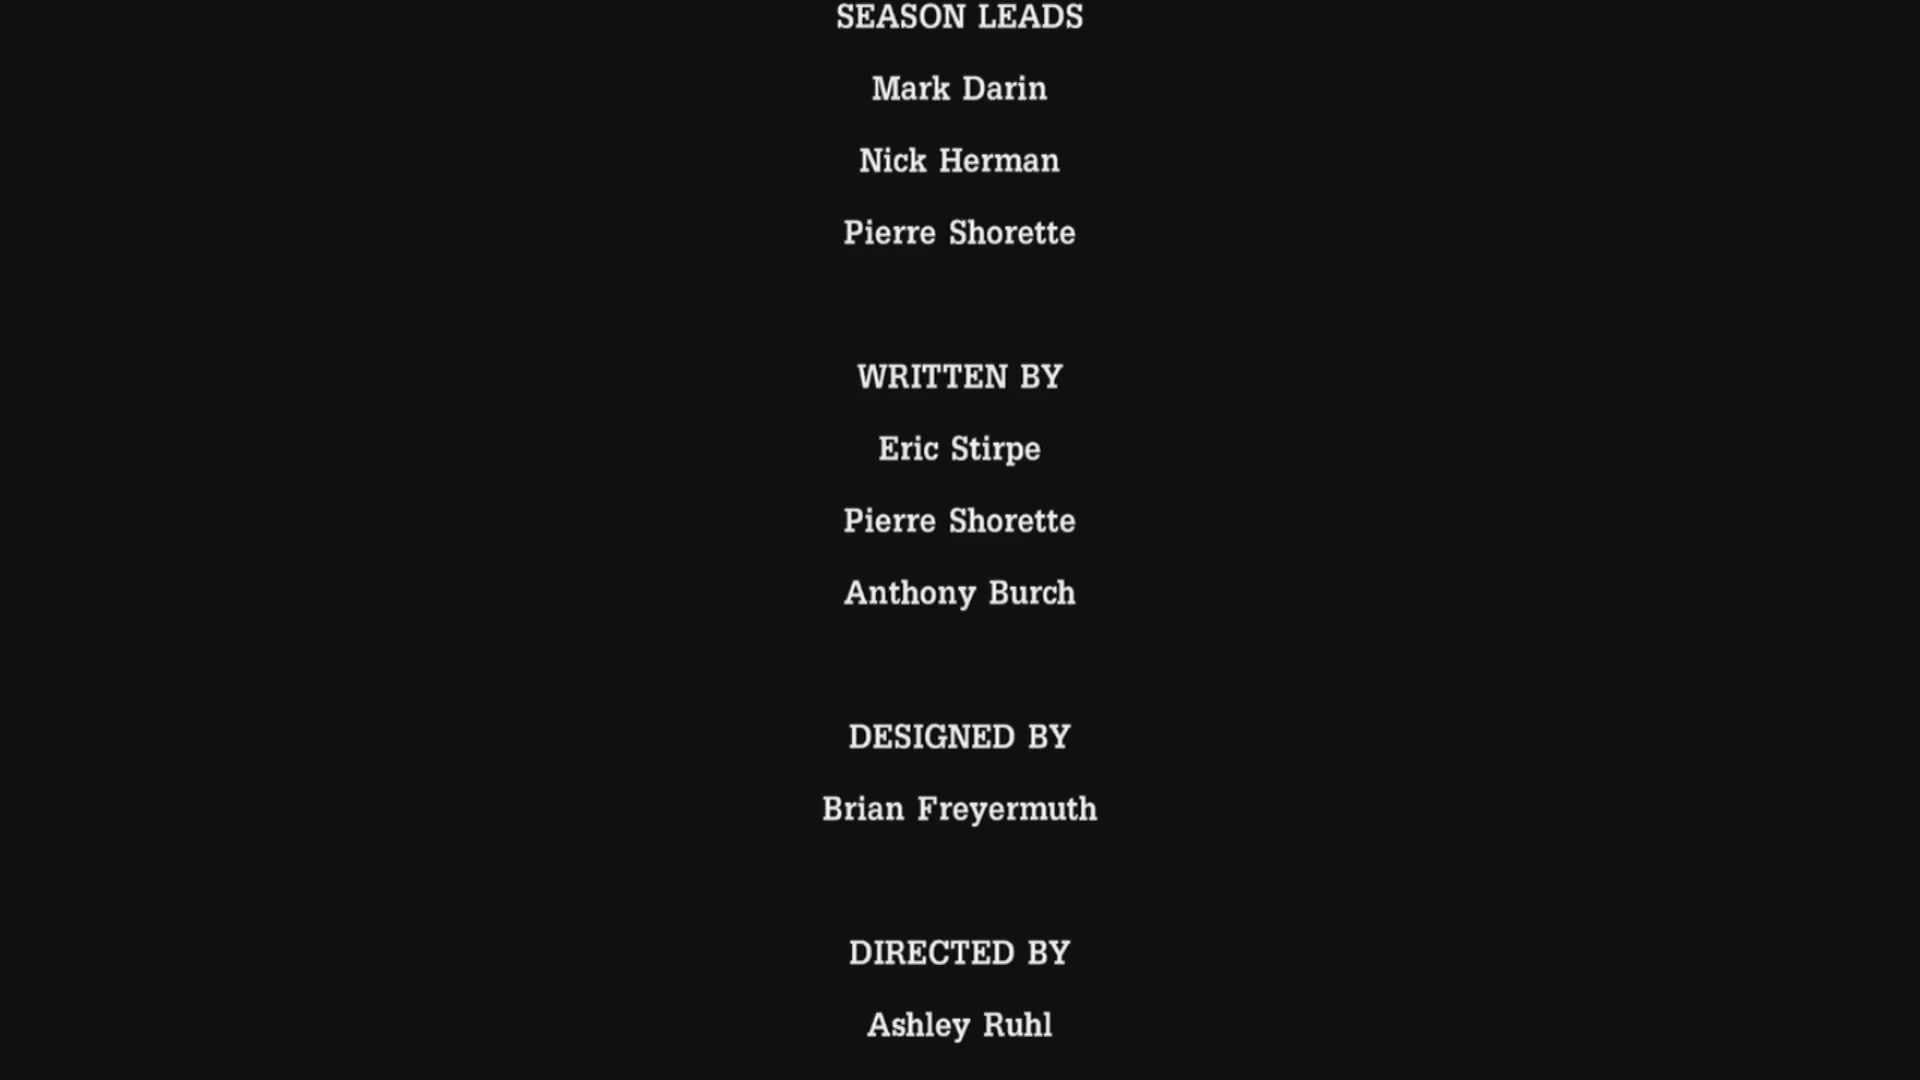 SEASON LEADS
Mark Darin
Nick Herman
Pierre Shorette
WRITTEN BY
Eric Stirpe
Pierre Shorette
Anthony Burch
DESIGNED BY
Brian Freyermuth
DIRECTED BY
Ashley Ruhl